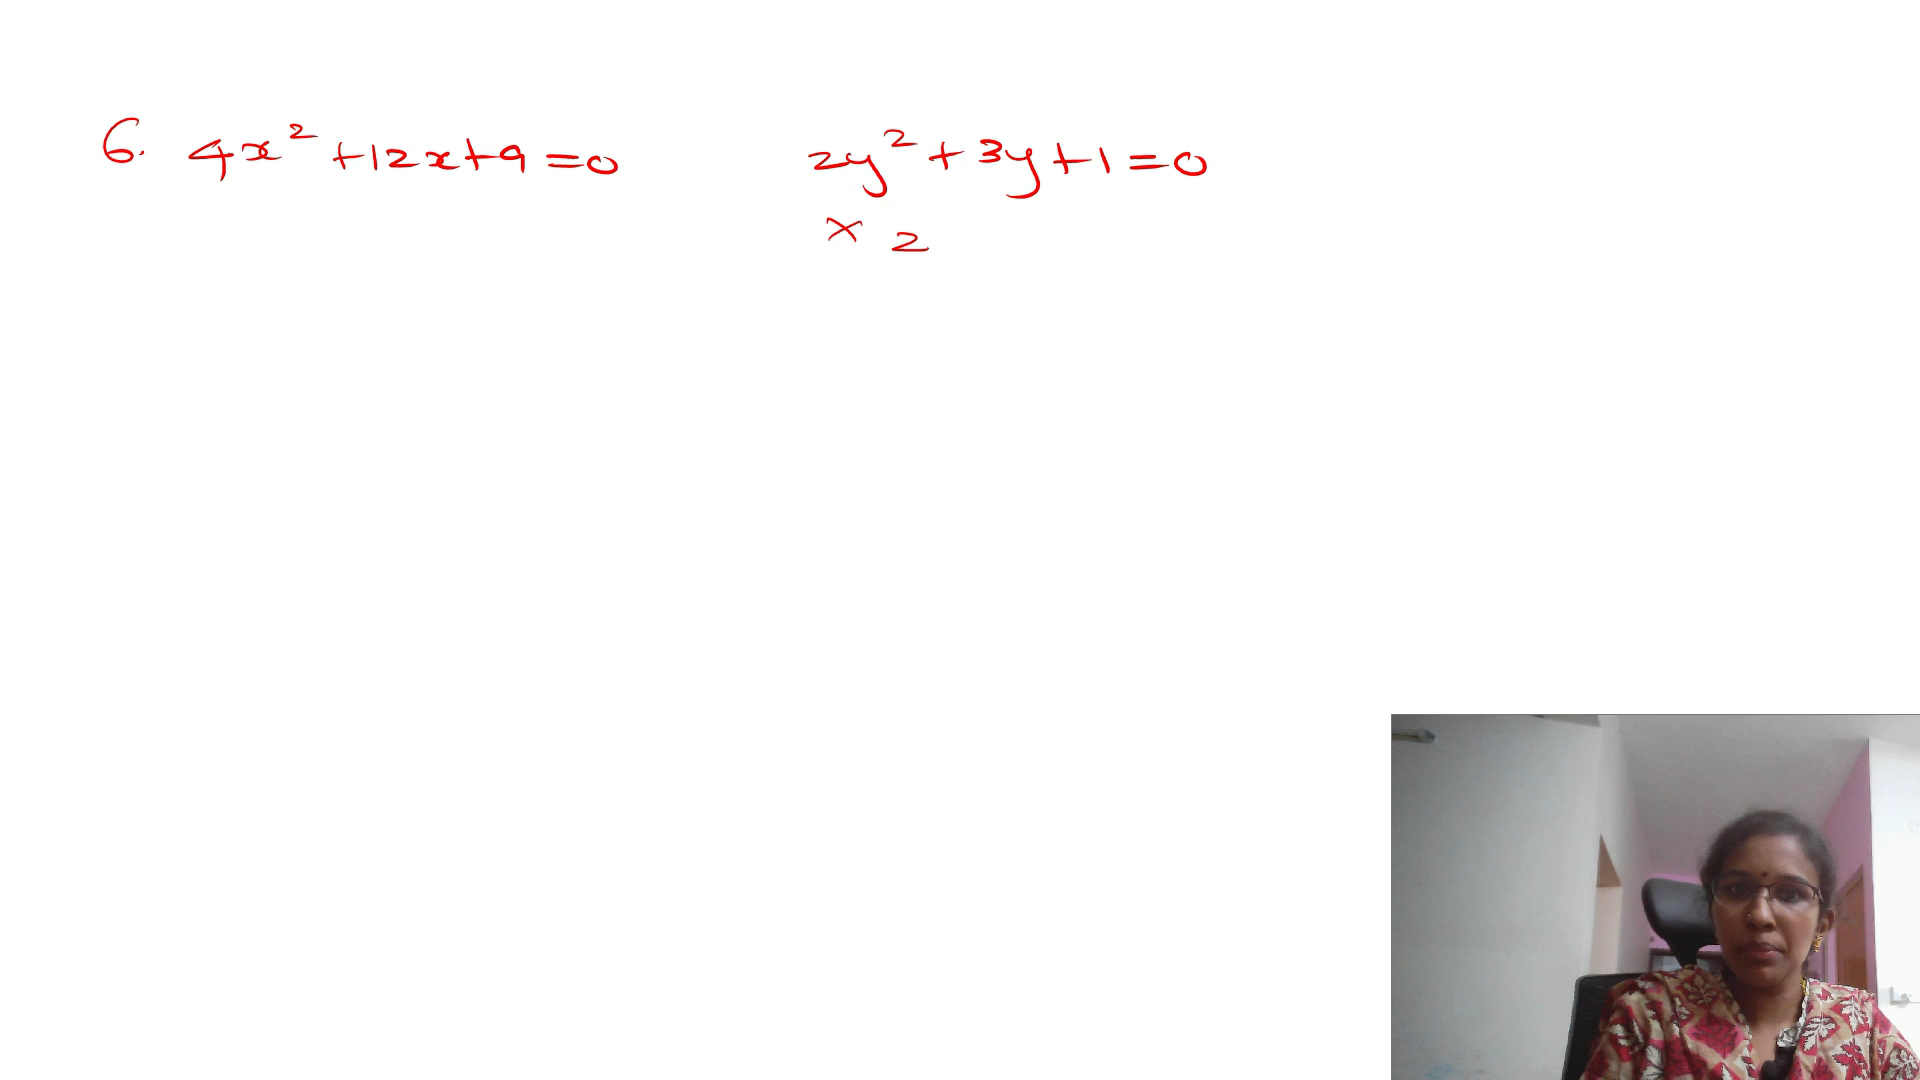 6. 4x² +12x+9=0 2y² + 3y+1=0
× 2